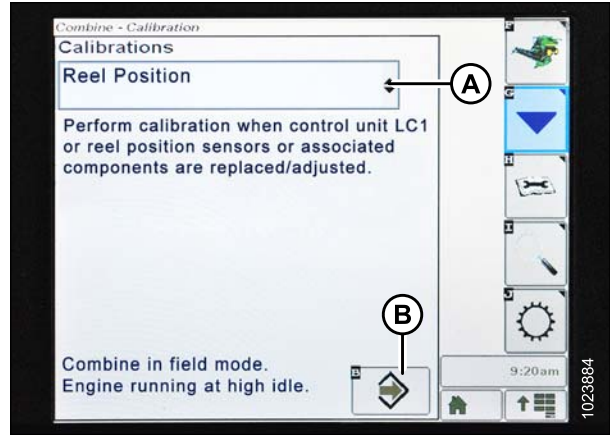 Combine - Calibration
Calibrations
Reel Position
A
Perform calibration when control unit LC1
or reel position sensors or associated
components are replaced/adjusted.
B
Combine in field mode.
Engine running at high idle.
B
F
G
H
I
J
9:20am
1023884